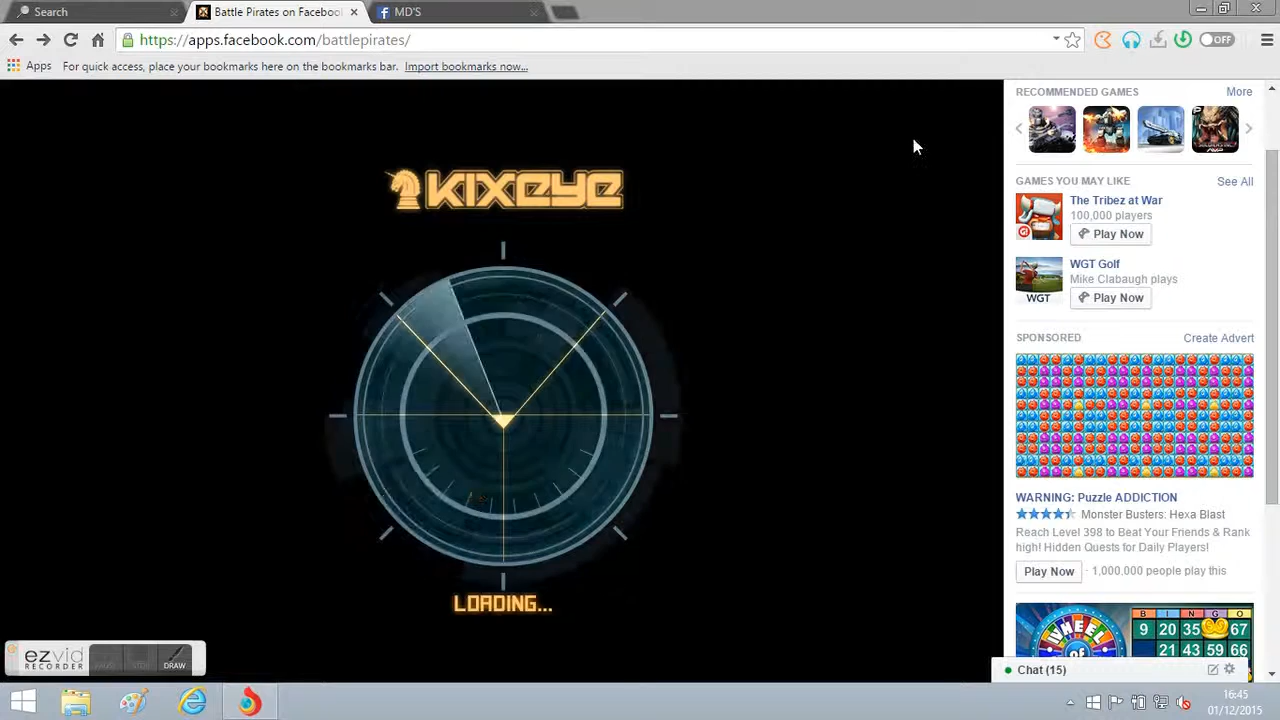 Search
Battle Pirates on Faceboo
MD'S
https://apps.facebook.com/battlepirates/
OFF
Apps
For quick access, place your bookmarks here on the bookmarks bar.
Import bookmarks now...
RECOMMENDED GAMES
More
GAMES YOU MAY LIKE
See All
The Tribez at War
100,000 players
Play Now
WGT Golf
Mike Clabaugh plays
Play Now
WGT
KIXEYE
SPONSORED
Create Advert
WARNING: Puzzle ADDICTION
Monster Busters: Hexa Blast
Reach Level 398 to Beat Your Friends & Rank
high! Hidden Quests for Daily Players!
Play Now
· 1,000,000 people play this
LOADING...
WHEEL
of
B I N G O
9 20 35 67
21 43 59 66
ezvid
RECORDER
DRAW
Chat (15)
16:45
01/12/2015